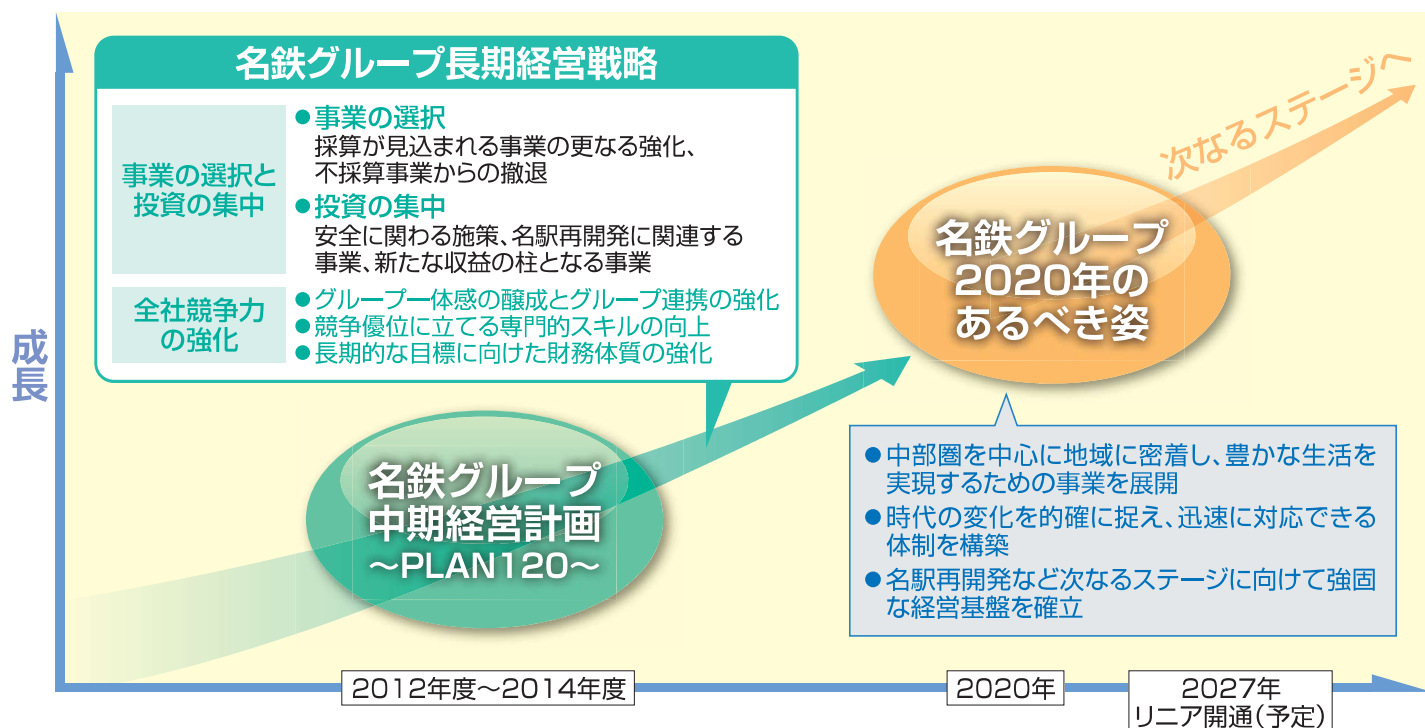 名鉄グループ長期経営戦略
事業の選択と
投資の集中
●事業の選択
採算が見込まれる事業の更なる強化、
不採算事業からの撤退
●投資の集中
安全に関わる施策、名駅再開発に関連する
事業、新たな収益の柱となる事業
全社競争力
の強化
●グループ一体感の醸成とグループ連携の強化
●競争優位に立てる専門的スキルの向上
●長期的な目標に向けた財務体質の強化
次なるステージへ
名鉄グループ
2020年の
あるべき姿
成長
名鉄グループ
中期経営計画
～PLAN120～
●中部圏を中心に地域に密着し、豊かな生活を
実現するための事業を展開
●時代の変化を的確に捉え、迅速に対応できる
体制を構築
●名駅再開発など次なるステージに向けて強固
な経営基盤を確立
2012年度～2014年度
2020年
2027年
リニア開通（予定）